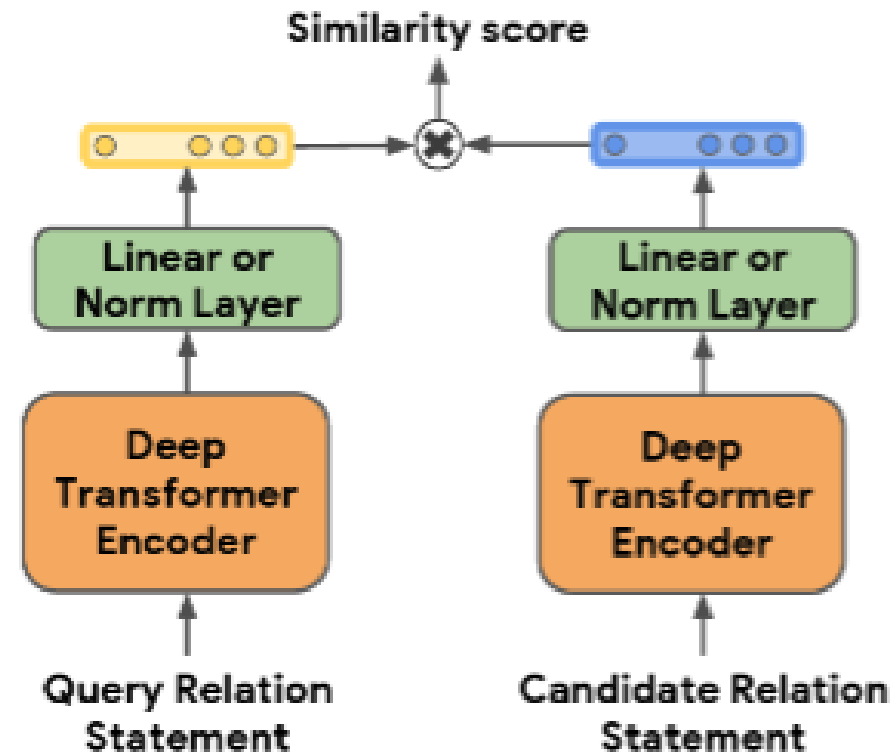 Similarity score
Linear or
Norm Layer
Linear or
Norm Layer
Deep
Transformer
Encoder
Deep
Transformer
Encoder
Query Relation
Statement
Candidate Relation
Statement